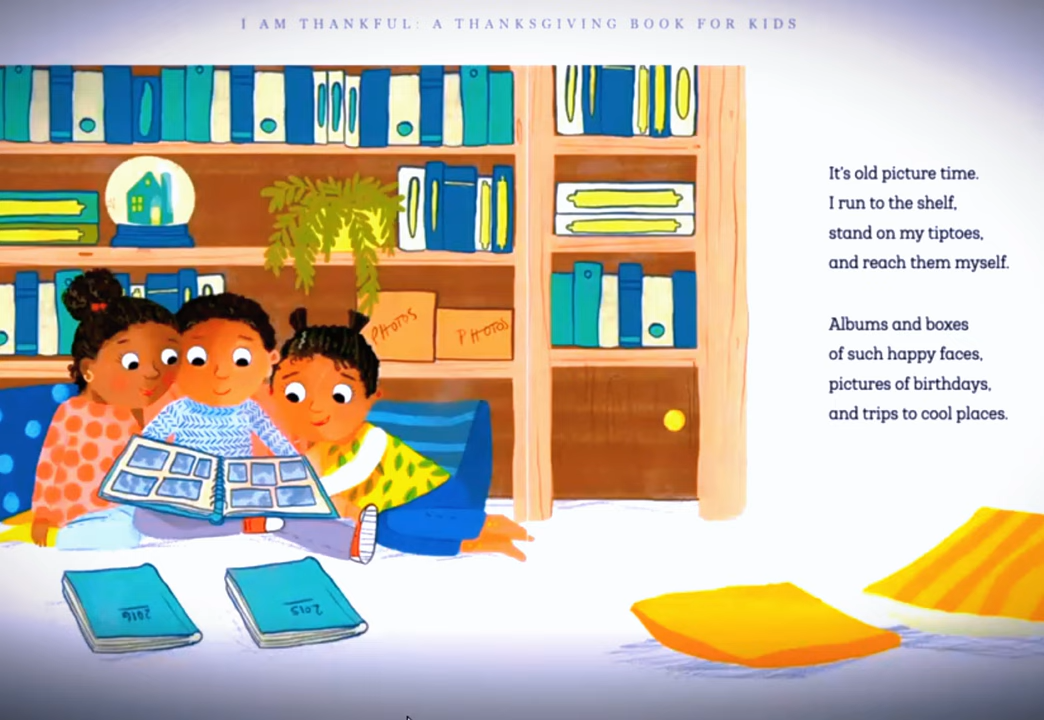 I AM THANKFUL: A THANKSGIVING BOOK FOR KIDS
It's old picture time.
I run to the shelf,
stand on my tiptoes,
and reach them myself.
Albums and boxes
of such happy faces,
pictures of birthdays,
and trips to cool places.
PHOTOS
PHOTOS
2016
2015